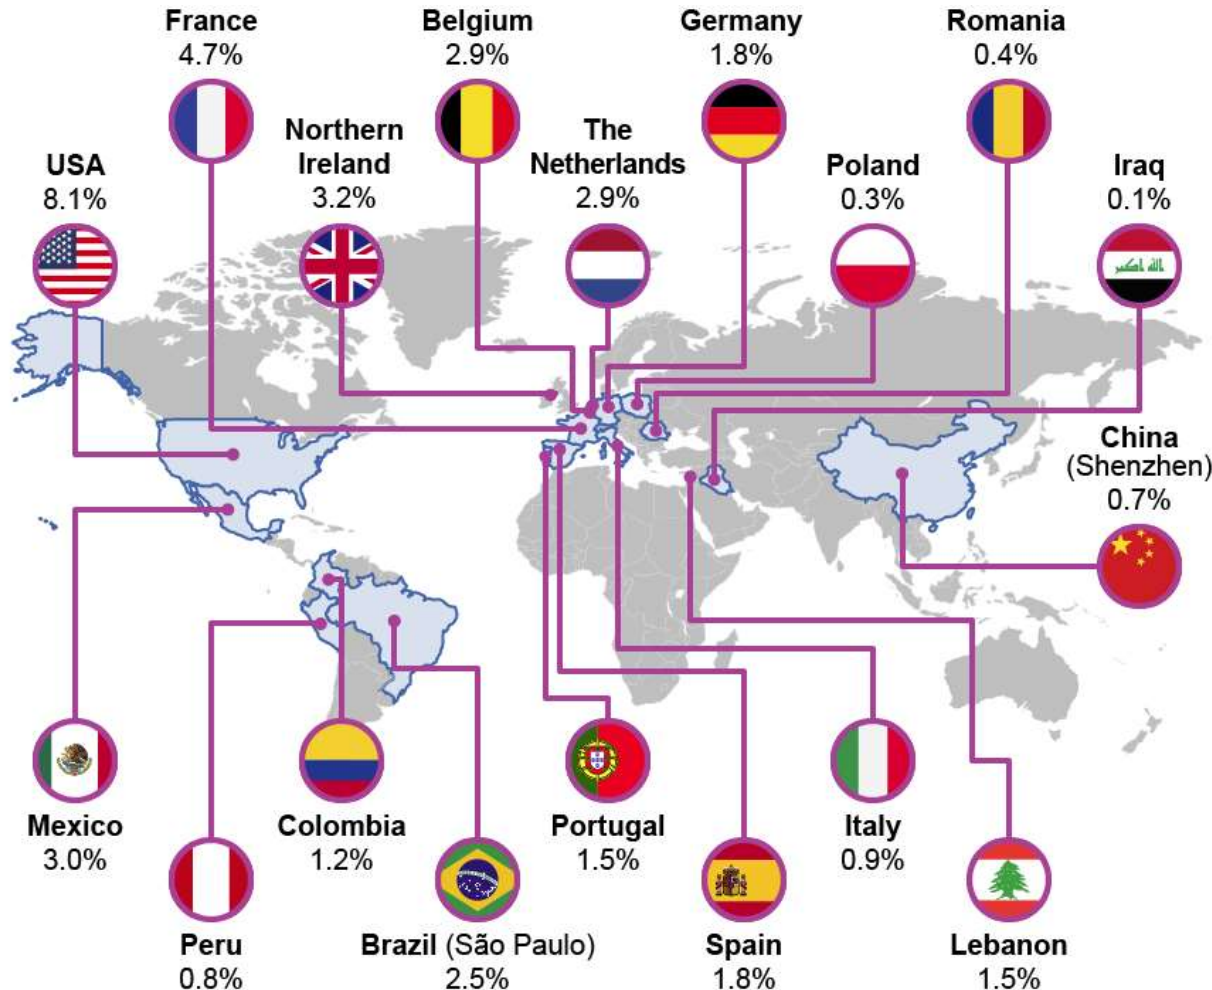 France
4.7%
Belgium
2.9%
Germany
1.8%
Romania
0.4%
USA
8.1%
Northern
Ireland
3.2%
The
Netherlands
2.9%
Poland
0.3%
Iraq
0.1%
الله اكبر
China
(Shenzhen)
0.7%
Mexico
3.0%
Peru
0.8%
Colombia
1.2%
Brazil (São Paulo)
2.5%
Portugal
1.5%
Spain
1.8%
Italy
0.9%
Lebanon
1.5%